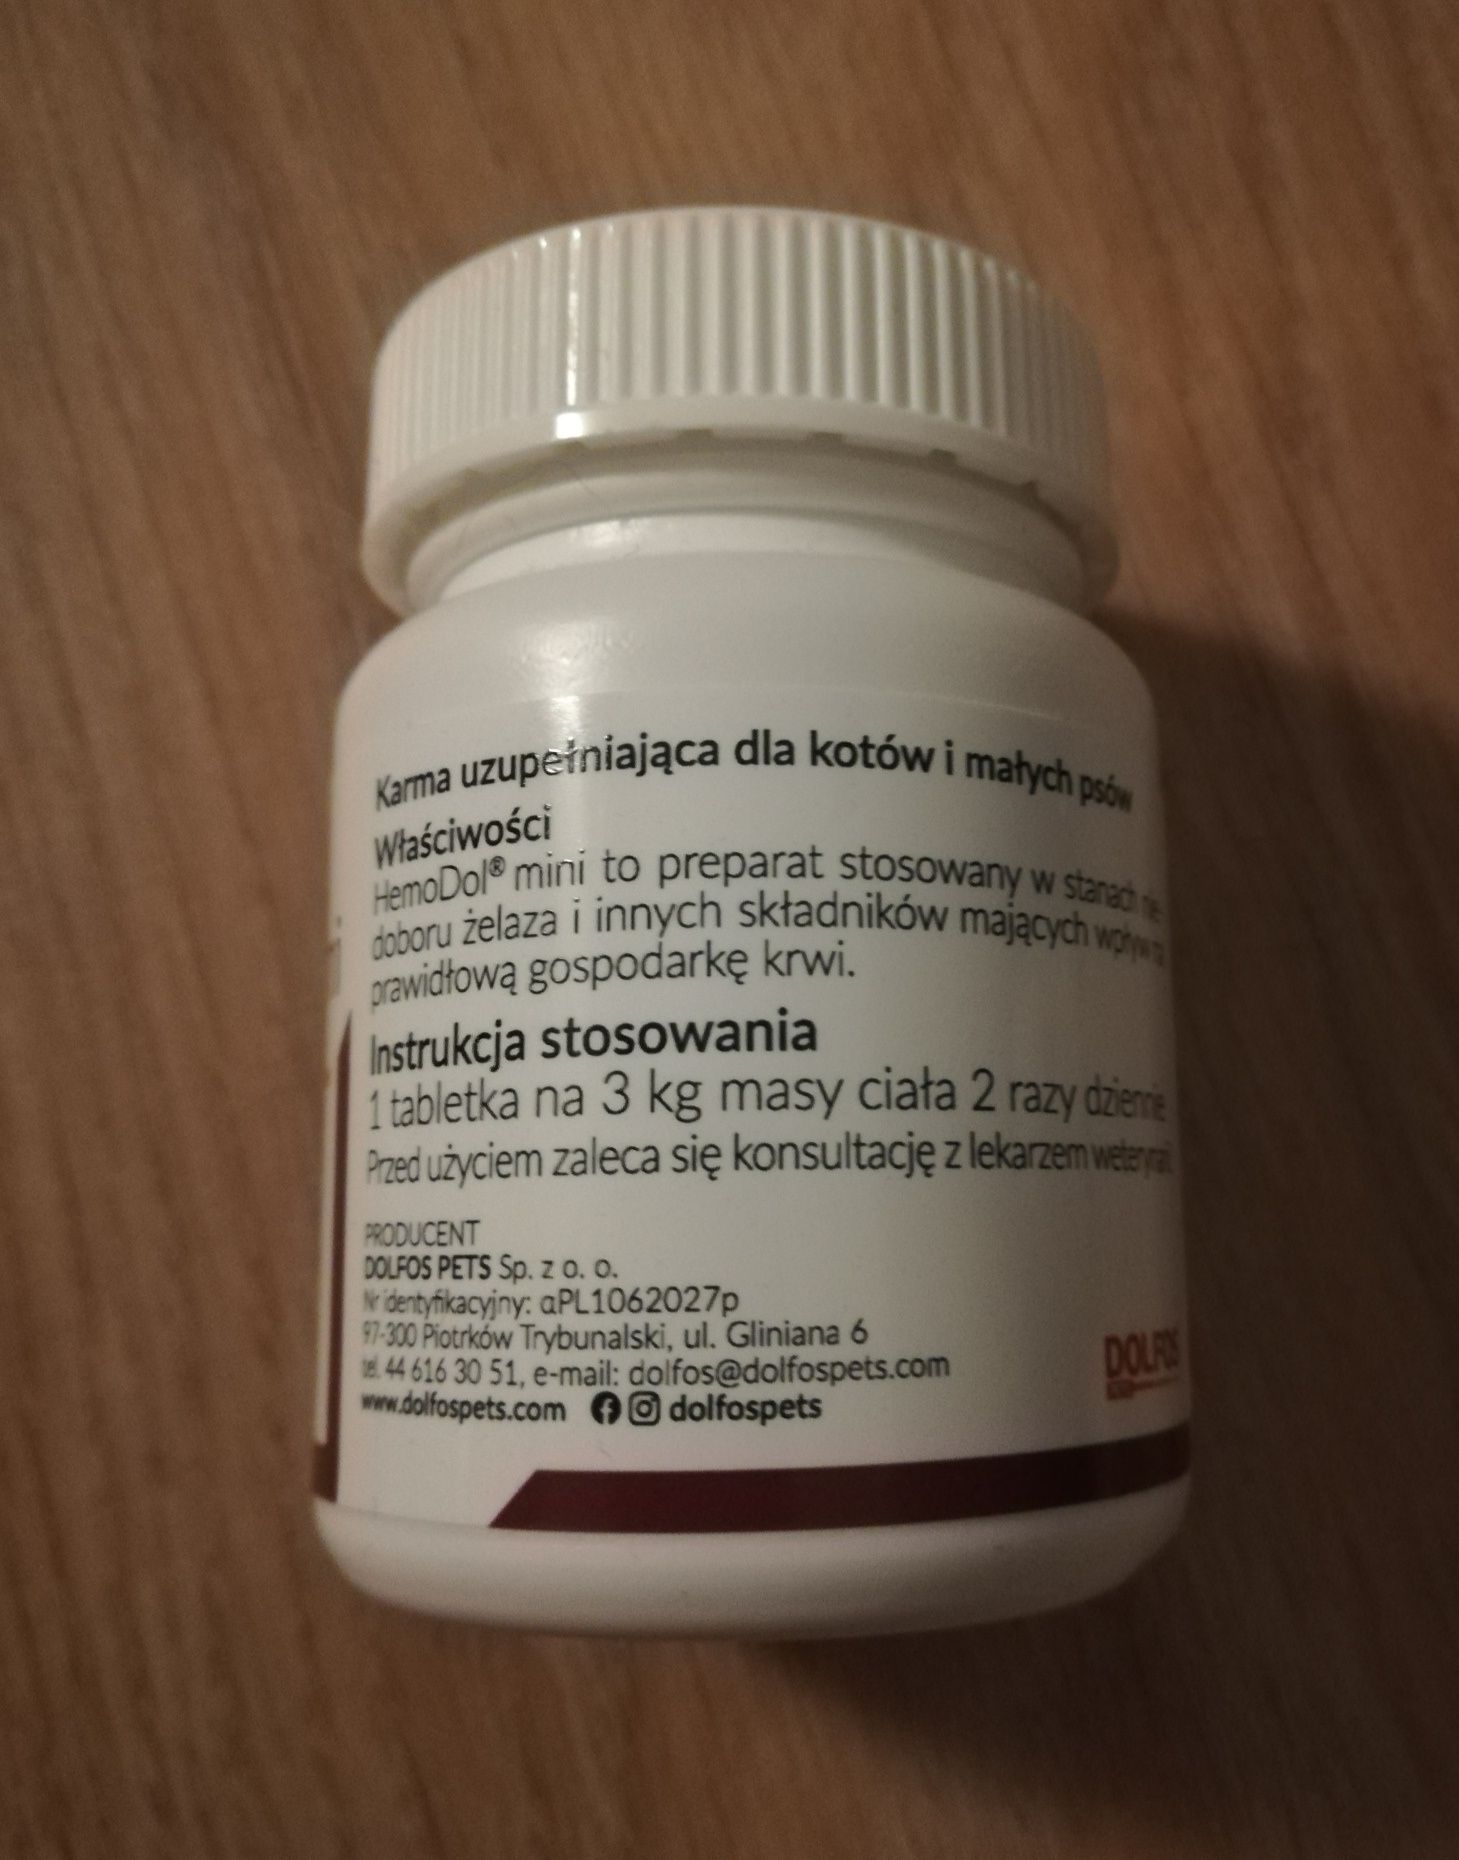 Karma uzupełniająca dla kotów i małych psów
Właściwości
HemoDol® mini to preparat stosowany w stanach nie-
doboru żelaza i innych składników mających wpływ na
prawidłową gospodarkę krwi.
Instrukcja stosowania
1 tabletka na 3 kg masy ciała 2 razy dziennie
Przed użyciem zaleca się konsultację z lekarzem
PRODUCENT
DOLFOS PETS Sp. z o. o.
Nr identyfikacyjny: αPL1062027p
97-300 Piotrków Trybunalski, ul. Gliniana 6
tel. 44 616 30 51, e-mail: dolfos@dolfospets.com
www.dolfospets.com dolfospets
DOLFOS